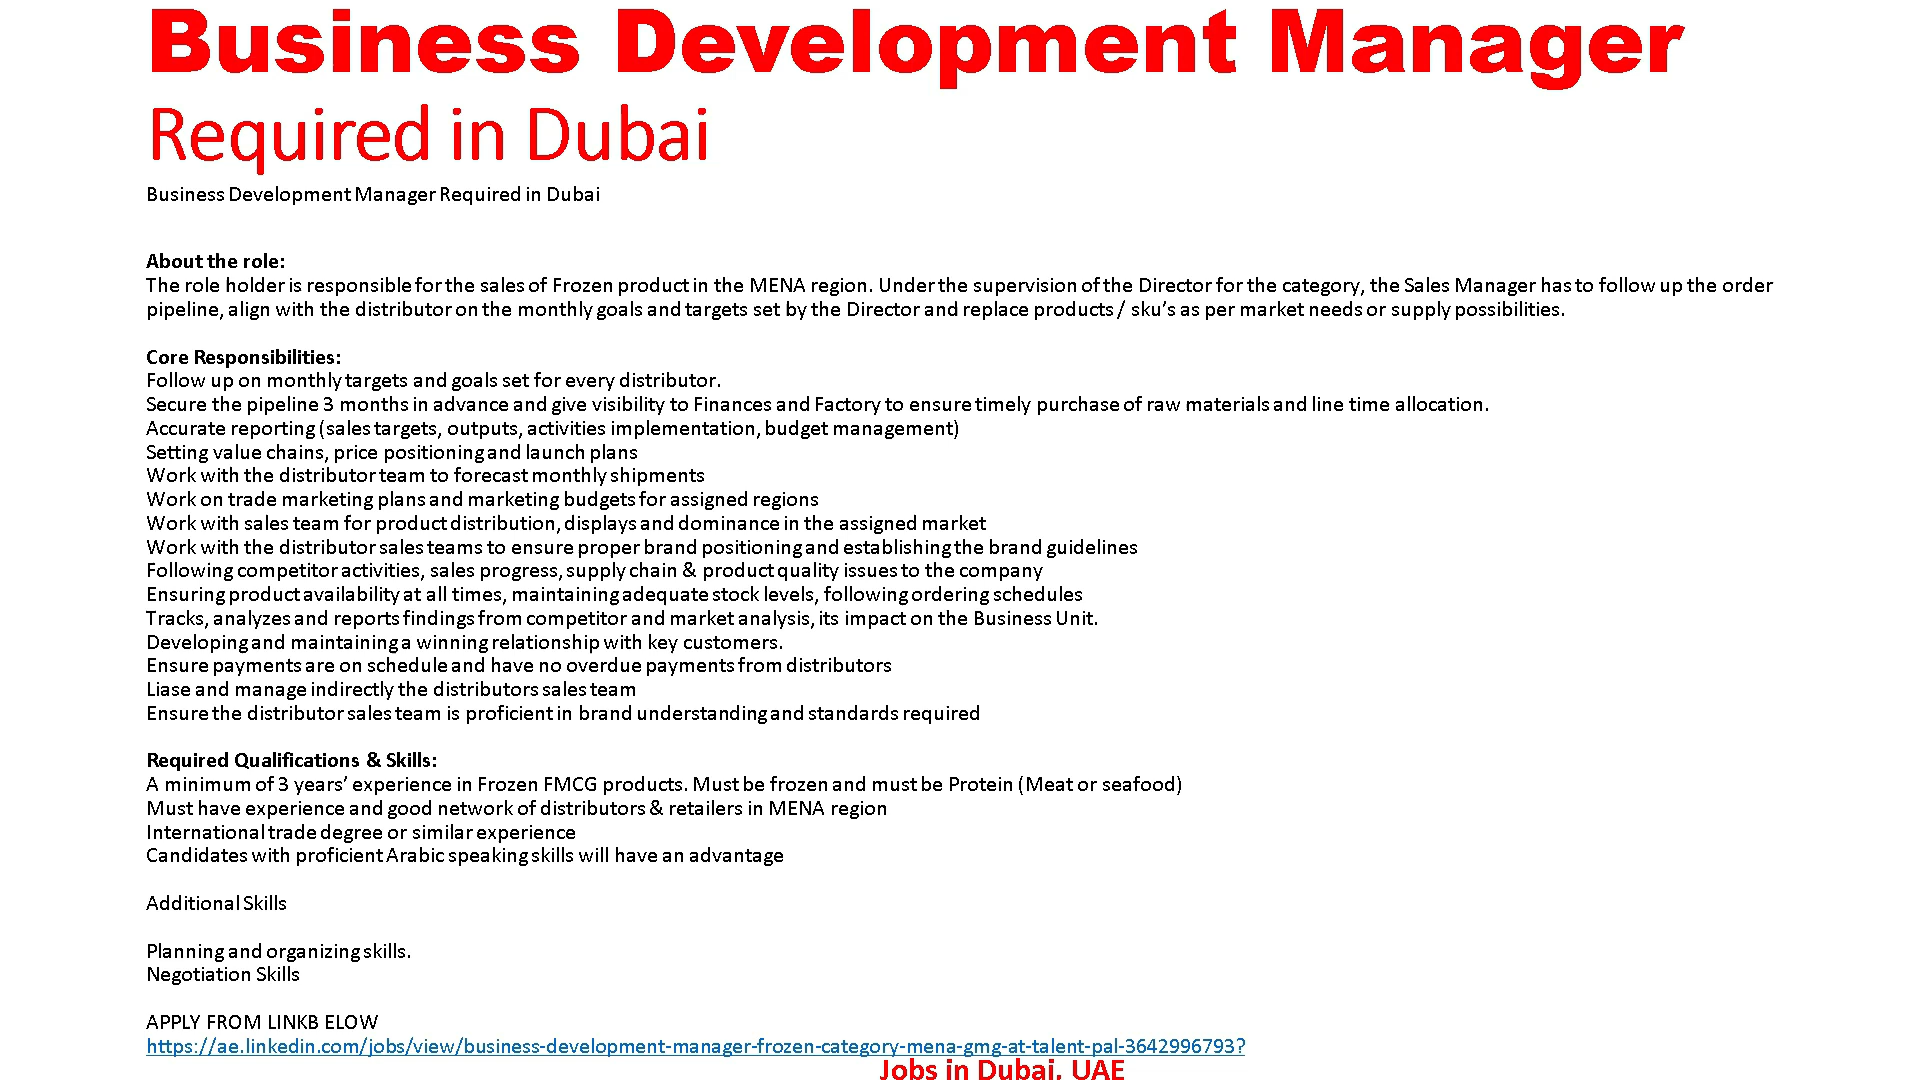 Business Development Manager
Required in Dubai
Business Development Manager Required in Dubai
About the role:
The role holder is responsible for the sales of Frozen product in the MENA region. Under the supervision of the Director for the category, the Sales Manager has to follow up the order
pipeline, align with the distributor on the monthly goals and targets set by the Director and replace products / sku’s as per market needs or supply possibilities.
Core Responsibilities:
Follow up on monthly targets and goals set for every distributor.
Secure the pipeline 3 months in advance and give visibility to Finances and Factory to ensure timely purchase of raw materials and line time allocation.
Accurate reporting (sales targets, outputs, activities implementation, budget management)
Setting value chains, price positioning and launch plans
Work with the distributor team to forecast monthly shipments
Work on trade marketing plans and marketing budgets for assigned regions
Work with sales team for product distribution, displays and dominance in the assigned market
Work with the distributor sales teams to ensure proper brand positioning and establishing the brand guidelines
Following competitor activities, sales progress, supply chain & product quality issues to the company
Ensuring product availability at all times, maintaining adequate stock levels, following ordering schedules
Tracks, analyzes and reports findings from competitor and market analysis, its impact on the Business Unit.
Developing and maintaining a winning relationship with key customers.
Ensure payments are on schedule and have no overdue payments from distributors
Liase and manage indirectly the distributors sales team
Ensure the distributor sales team is proficient in brand understanding and standards required
Required Qualifications & Skills:
A minimum of 3 years’ experience in Frozen FMCG products. Must be frozen and must be Protein (Meat or seafood)
Must have experience and good network of distributors & retailers in MENA region
International trade degree or similar experience
Candidates with proficient Arabic speaking skills will have an advantage
Additional Skills
Planning and organizing skills.
Negotiation Skills
APPLY FROM LINKB ELOW
https://ae.linkedin.com/jobs/view/business-development-manager-frozen-category-mena-gmg-at-talent-pal-3642996793?
Jobs in Dubai. UAE